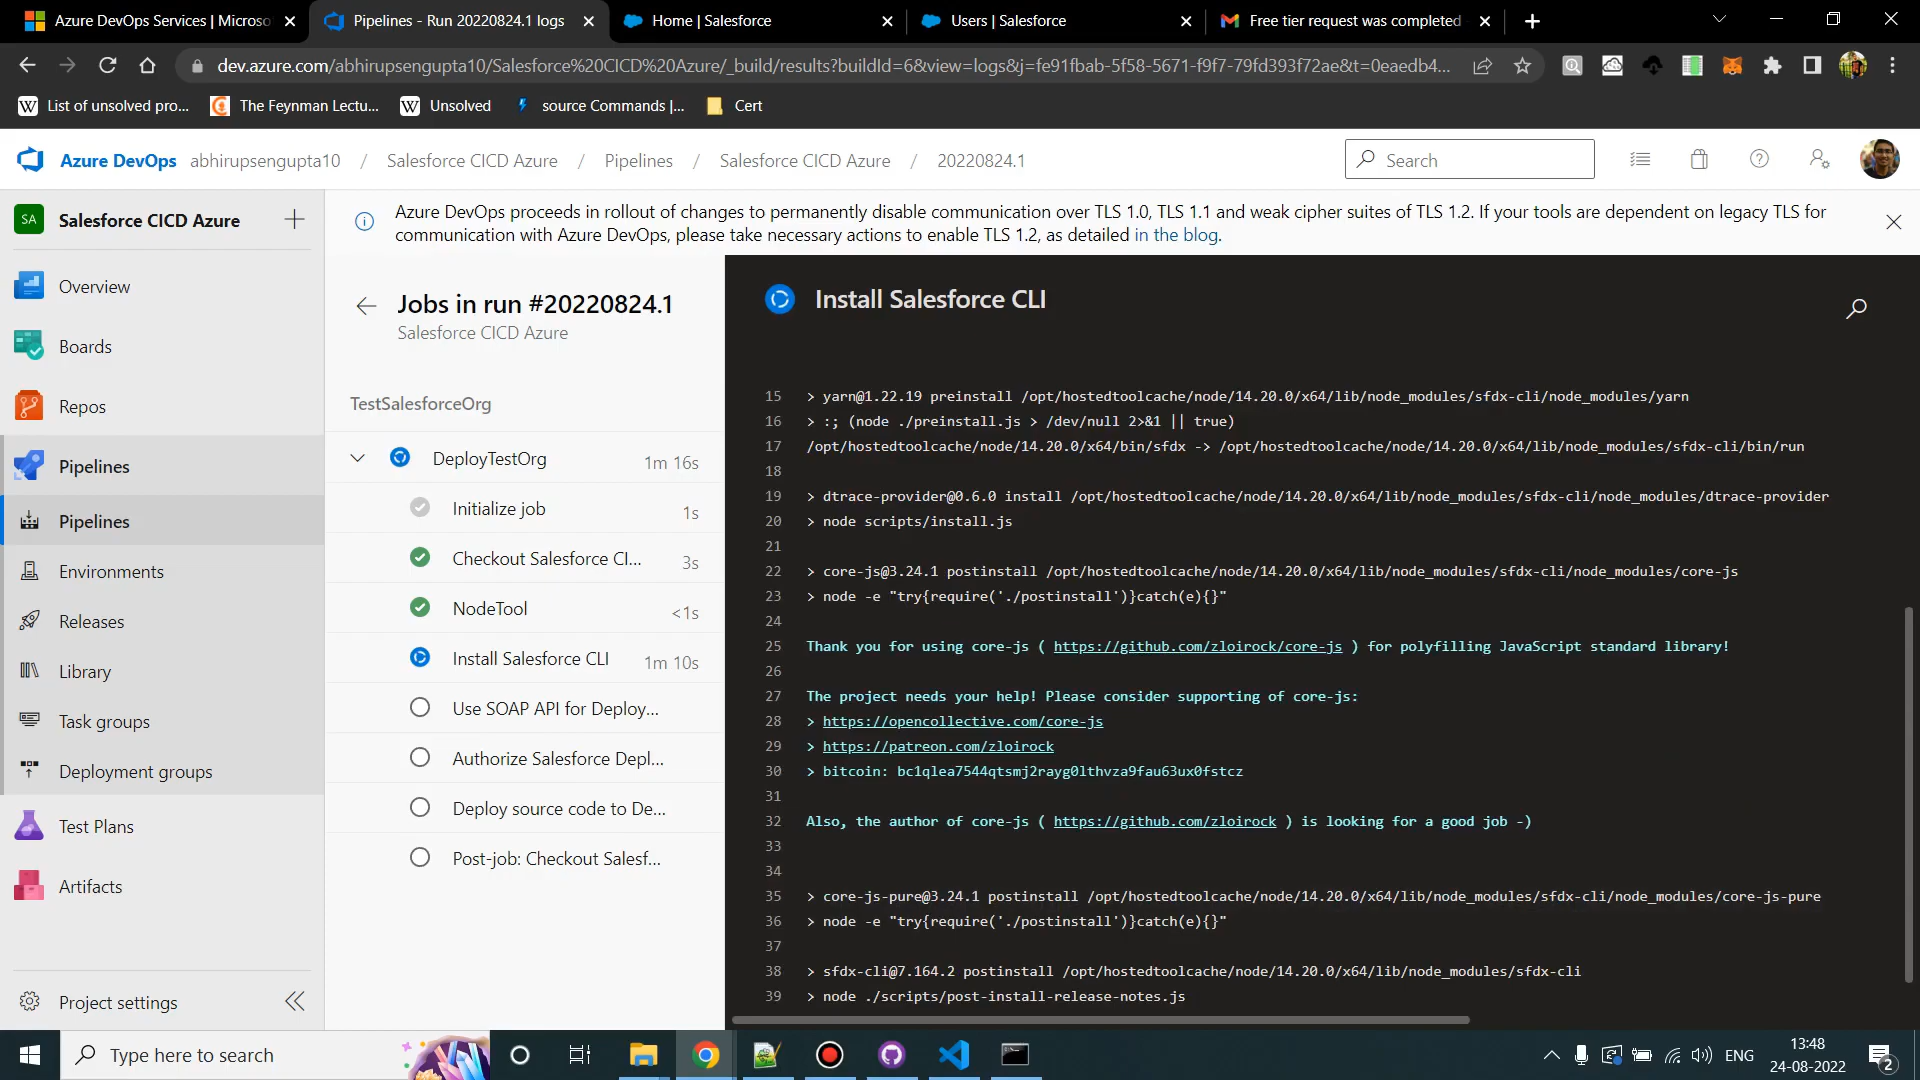 Azure DevOps Services | Microso
Pipelines - Run 20220824.1 logs
Home | Salesforce
Users | Salesforce
Free tier request was completed
dev.azure.com/abhirupsengupta10/Salesforce%20CICD%20Azure/_build/results?buildId=6&view=logs&j=fe91fbab-5f58-5671-f9f7-79fd393f72ae&t=0eaedb4...
List of unsolved pro...
The Feynman Lectu...
Unsolved
source Commands |...
Cert
Azure DevOps
abhirupsengupta10 / Salesforce CICD Azure / Pipelines / Salesforce CICD Azure / 20220824.1
Search
SA
Salesforce CICD Azure
Overview
Boards
Repos
Pipelines
Pipelines
Environments
Releases
Library
Task groups
Deployment groups
Test Plans
Artifacts
Project settings
Azure DevOps proceeds in rollout of changes to permanently disable communication over TLS 1.0, TLS 1.1 and weak cipher suites of TLS 1.2. If your tools are dependent on legacy TLS for
communication with Azure DevOps, please take necessary actions to enable TLS 1.2, as detailed in the blog.
Jobs in run #20220824.1
Salesforce CICD Azure
TestSalesforceOrg
DeployTestOrg 1m 16s
Initialize job 1s
Checkout Salesforce CI... 3s
NodeTool <1s
Install Salesforce CLI 1m 10s
Use SOAP API for Deploy...
Authorize Salesforce Depl...
Deploy source code to De...
Post-job: Checkout Salesf...
Install Salesforce CLI
15 > yarn@1.22.19 preinstall /opt/hostedtoolcache/node/14.20.0/x64/lib/node_modules/sfdx-cli/node_modules/yarn
16 > :; (node ./preinstall.js > /dev/null 2>&1 || true)
17 /opt/hostedtoolcache/node/14.20.0/x64/bin/sfdx -> /opt/hostedtoolcache/node/14.20.0/x64/lib/node_modules/sfdx-cli/bin/run
18
19 > dtrace-provider@0.6.0 install /opt/hostedtoolcache/node/14.20.0/x64/lib/node_modules/sfdx-cli/node_modules/dtrace-provider
20 > node scripts/install.js
21
22 > core-js@3.24.1 postinstall /opt/hostedtoolcache/node/14.20.0/x64/lib/node_modules/sfdx-cli/node_modules/core-js
23 > node -e "try{require('./postinstall')}catch(e){}"
24
25 Thank you for using core-js ( https://github.com/zloirock/core-js ) for polyfilling JavaScript standard library!
26
27 The project needs your help! Please consider supporting of core-js:
28 > https://opencollective.com/core-js
29 > https://patreon.com/zloirock
30 > bitcoin: bc1qlea7544qtsmj2rayg0lthvza9fau63ux0fstcz
31
32 Also, the author of core-js ( https://github.com/zloirock ) is looking for a good job -)
33
34
35 > core-js-pure@3.24.1 postinstall /opt/hostedtoolcache/node/14.20.0/x64/lib/node_modules/sfdx-cli/node_modules/core-js-pure
36 > node -e "try{require('./postinstall')}catch(e){}"
37
38 > sfdx-cli@7.164.2 postinstall /opt/hostedtoolcache/node/14.20.0/x64/lib/node_modules/sfdx-cli
39 > node ./scripts/post-install-release-notes.js
Type here to search
ENG
13:48
24-08-2022
2